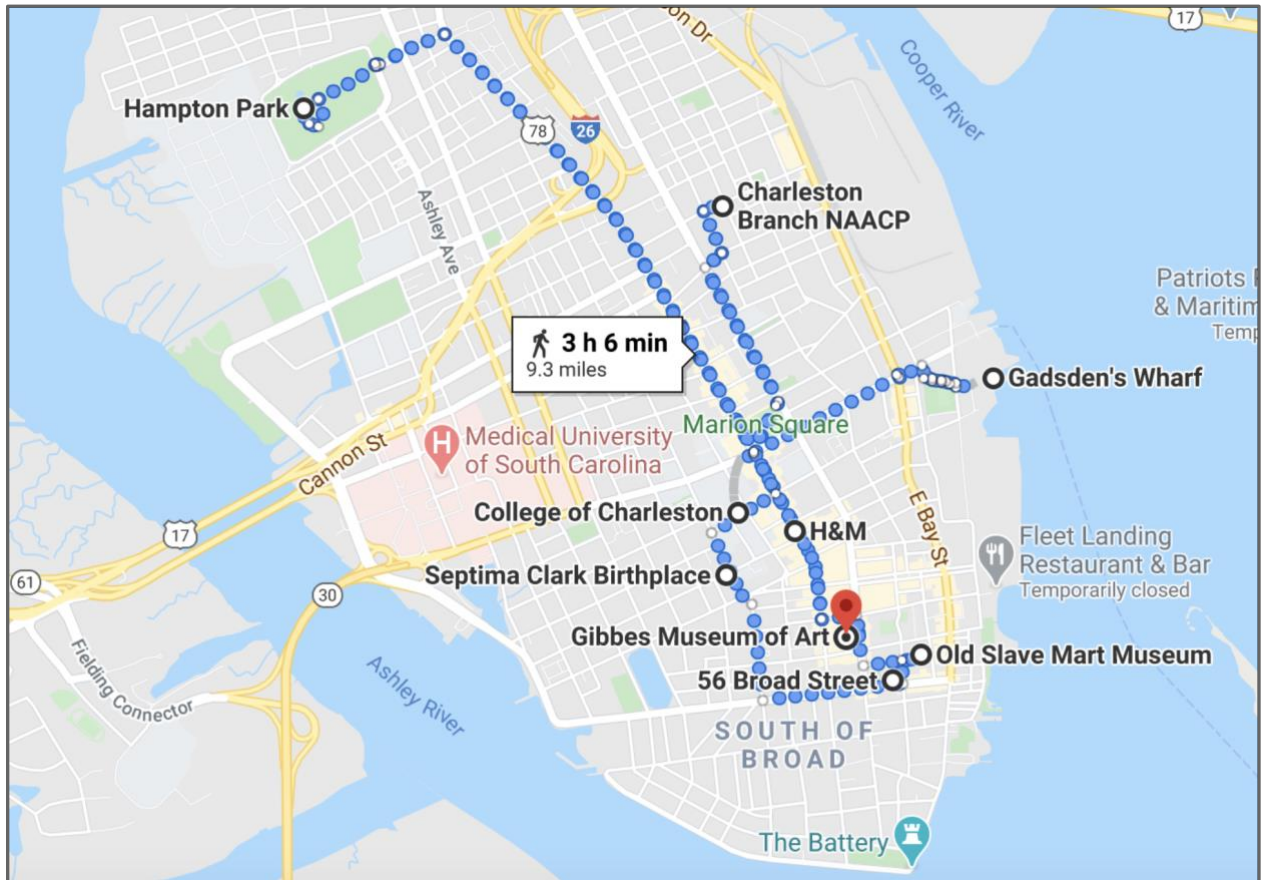 17
son Dr
Cooper River
Hampton Park
78
26
Charleston
Branch NAACP
Ashley Ave
Patriots
& Maritim
Temp
3 h 6 min
9.3 miles
Gadsden's Wharf
Marion Square
H
Medical University
of South Carolina
Cannon St
College of Charleston
H&M
E Bay St
17
Fleet Landing
Restaurant & Bar
Temporarily closed
61
30
Septima Clark Birthplace
Gibbes Museum of Art
Old Slave Mart Museum
56 Broad Street
Fielding Connector
Ashley River
SOUTH OF
BROAD
The Battery